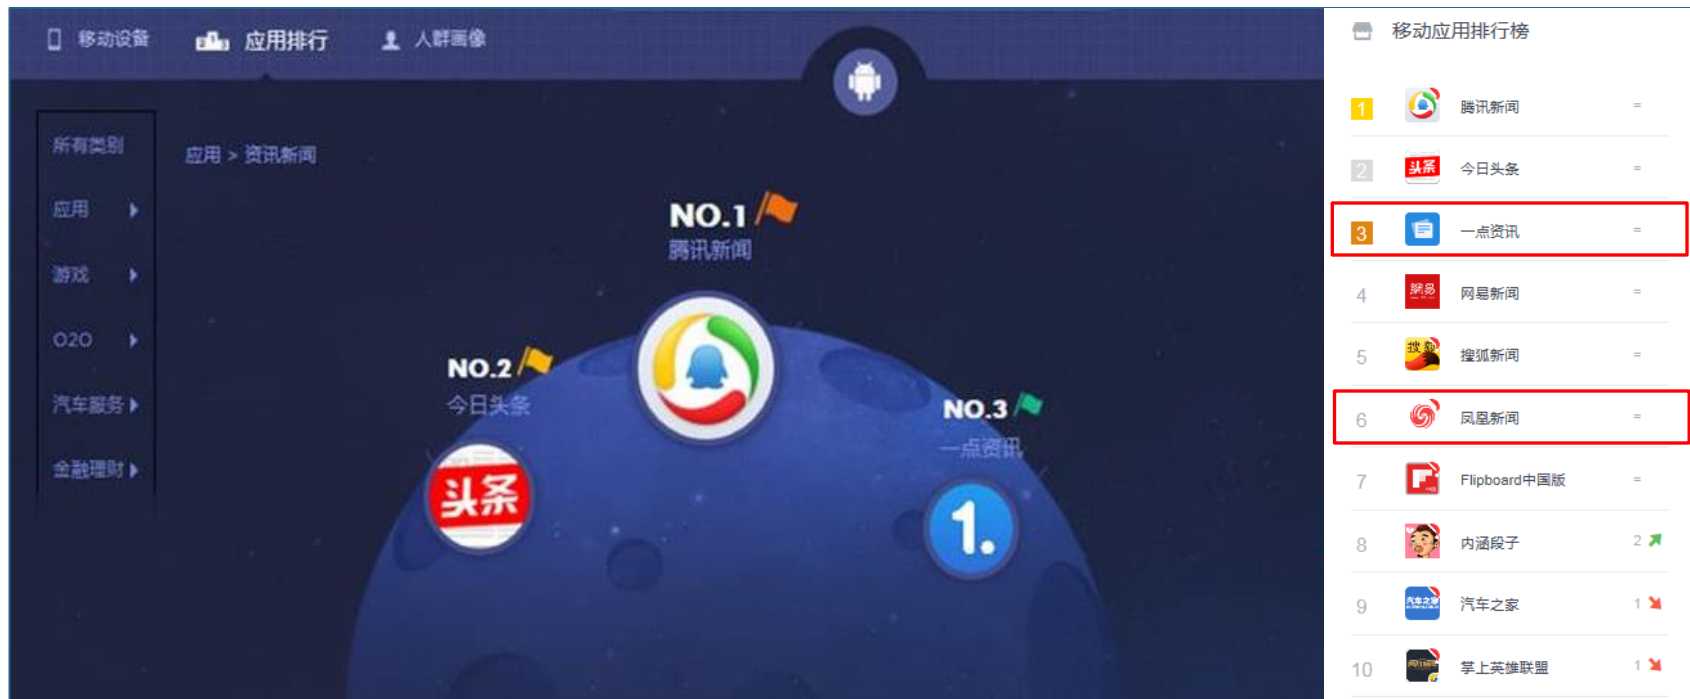 移动设备
应用排行
人群画像
所有类别
应用
游戏
O2O
汽车服务
金融理财
应用 > 资讯新闻
NO.1
腾讯新闻
NO.2
今日头条
头条
NO.3
一点资讯
1.
移动应用排行榜
1 腾讯新闻 =
2 头条 今日头条 =
3 一点资讯 =
4 網易 网易新闻 =
5 搜狐 搜狐新闻 =
6 凤凰新闻 =
7 Flipboard中国版 =
8 内涵段子 2
9 汽车之家 汽车之家 1
10 掌上英雄联盟 1